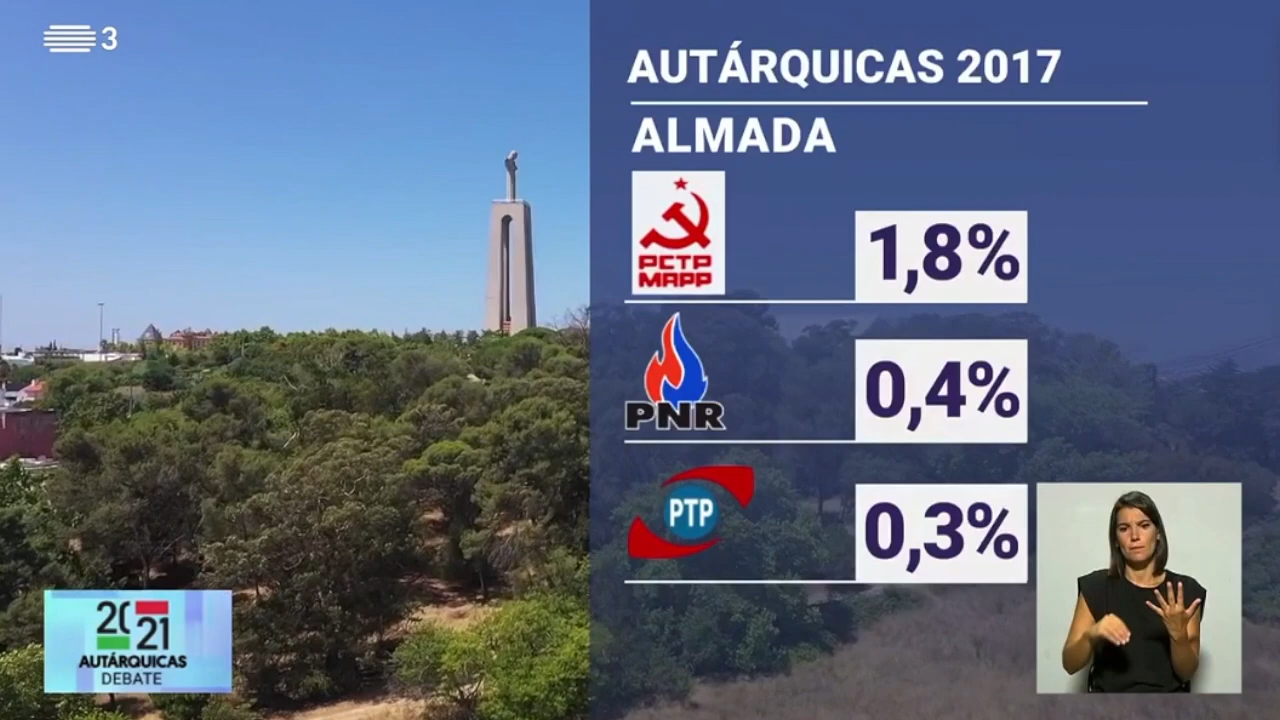 3
AUTÁRQUICAS 2017
ALMADA
PCTP
MRPP
1,8%
PNR
0,4%
PTP
0,3%
2021
AUTÁRQUICAS
DEBATE